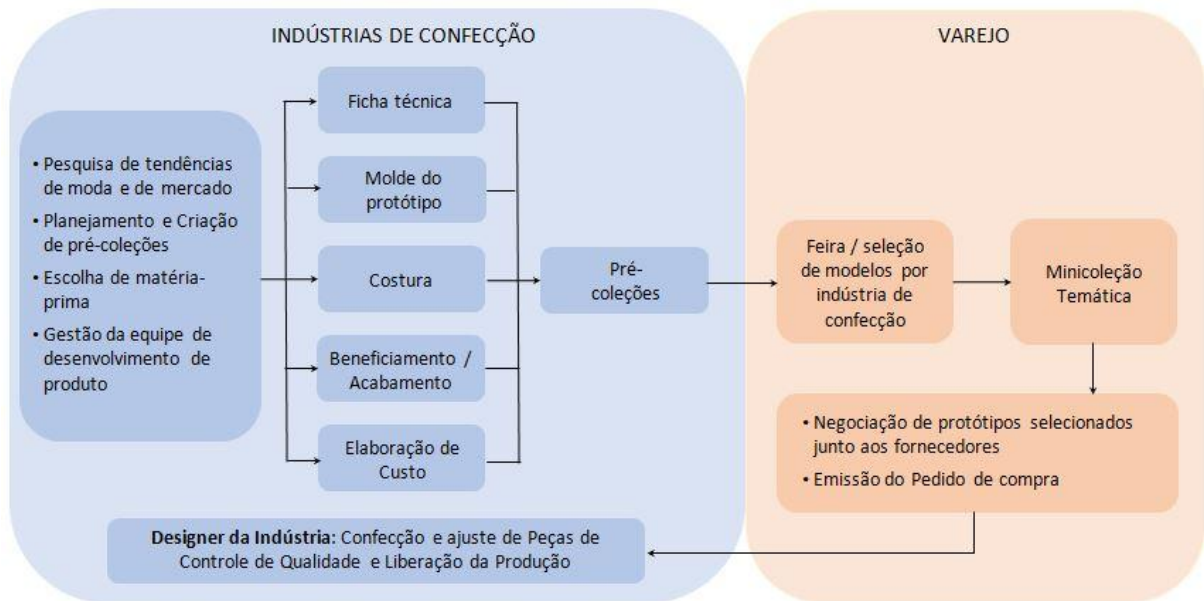 INDÚSTRIAS DE CONFECÇÃO
VAREJO
• Pesquisa de tendências
de moda e de mercado
• Planejamento e Criação
de pré-coleções
• Escolha de matéria-
prima
• Gestão da equipe de
desenvolvimento de
produto
Ficha técnica
Molde do
protótipo
Costura
Beneficiamento /
Acabamento
Elaboração de
Custo
Pré-
coleções
Feira / seleção
de modelos por
indústria de
confecção
Minicoleção
Temática
• Negociação de protótipos selecionados
junto aos fornecedores
• Emissão do Pedido de compra
Designer da Indústria: Confecção e ajuste de Peças de
Controle de Qualidade e Liberação da Produção